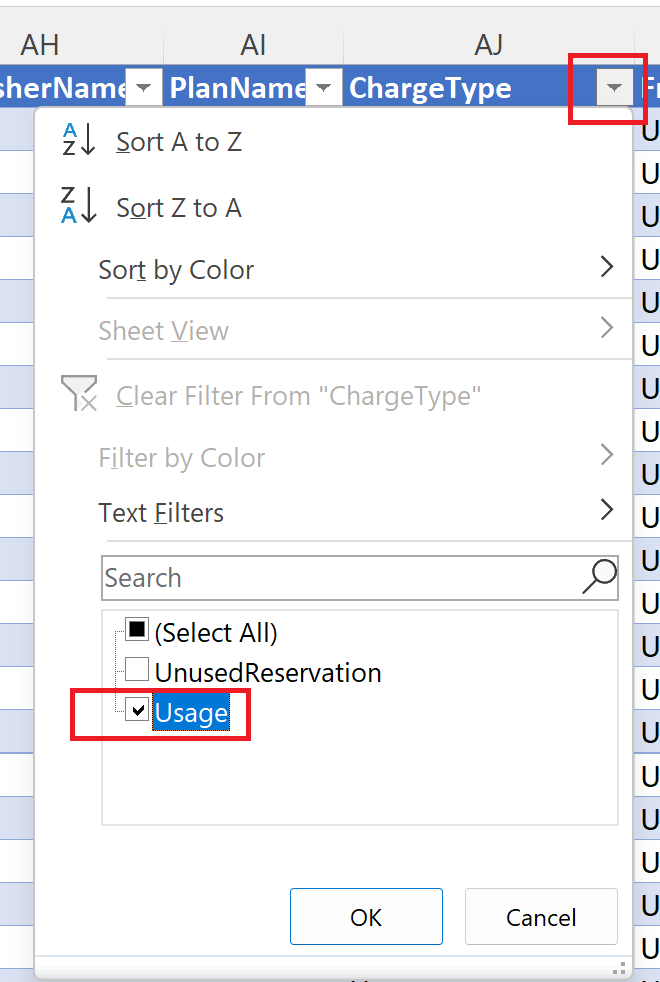 AH AI AJ
sherName PlanName ChargeType
Sort A to Z
Sort Z to A
Sort by Color
Sheet View
Clear Filter From "ChargeType"
Filter by Color
Text Filters
Search
(Select All)
UnusedReservation
Usage
OK Cancel